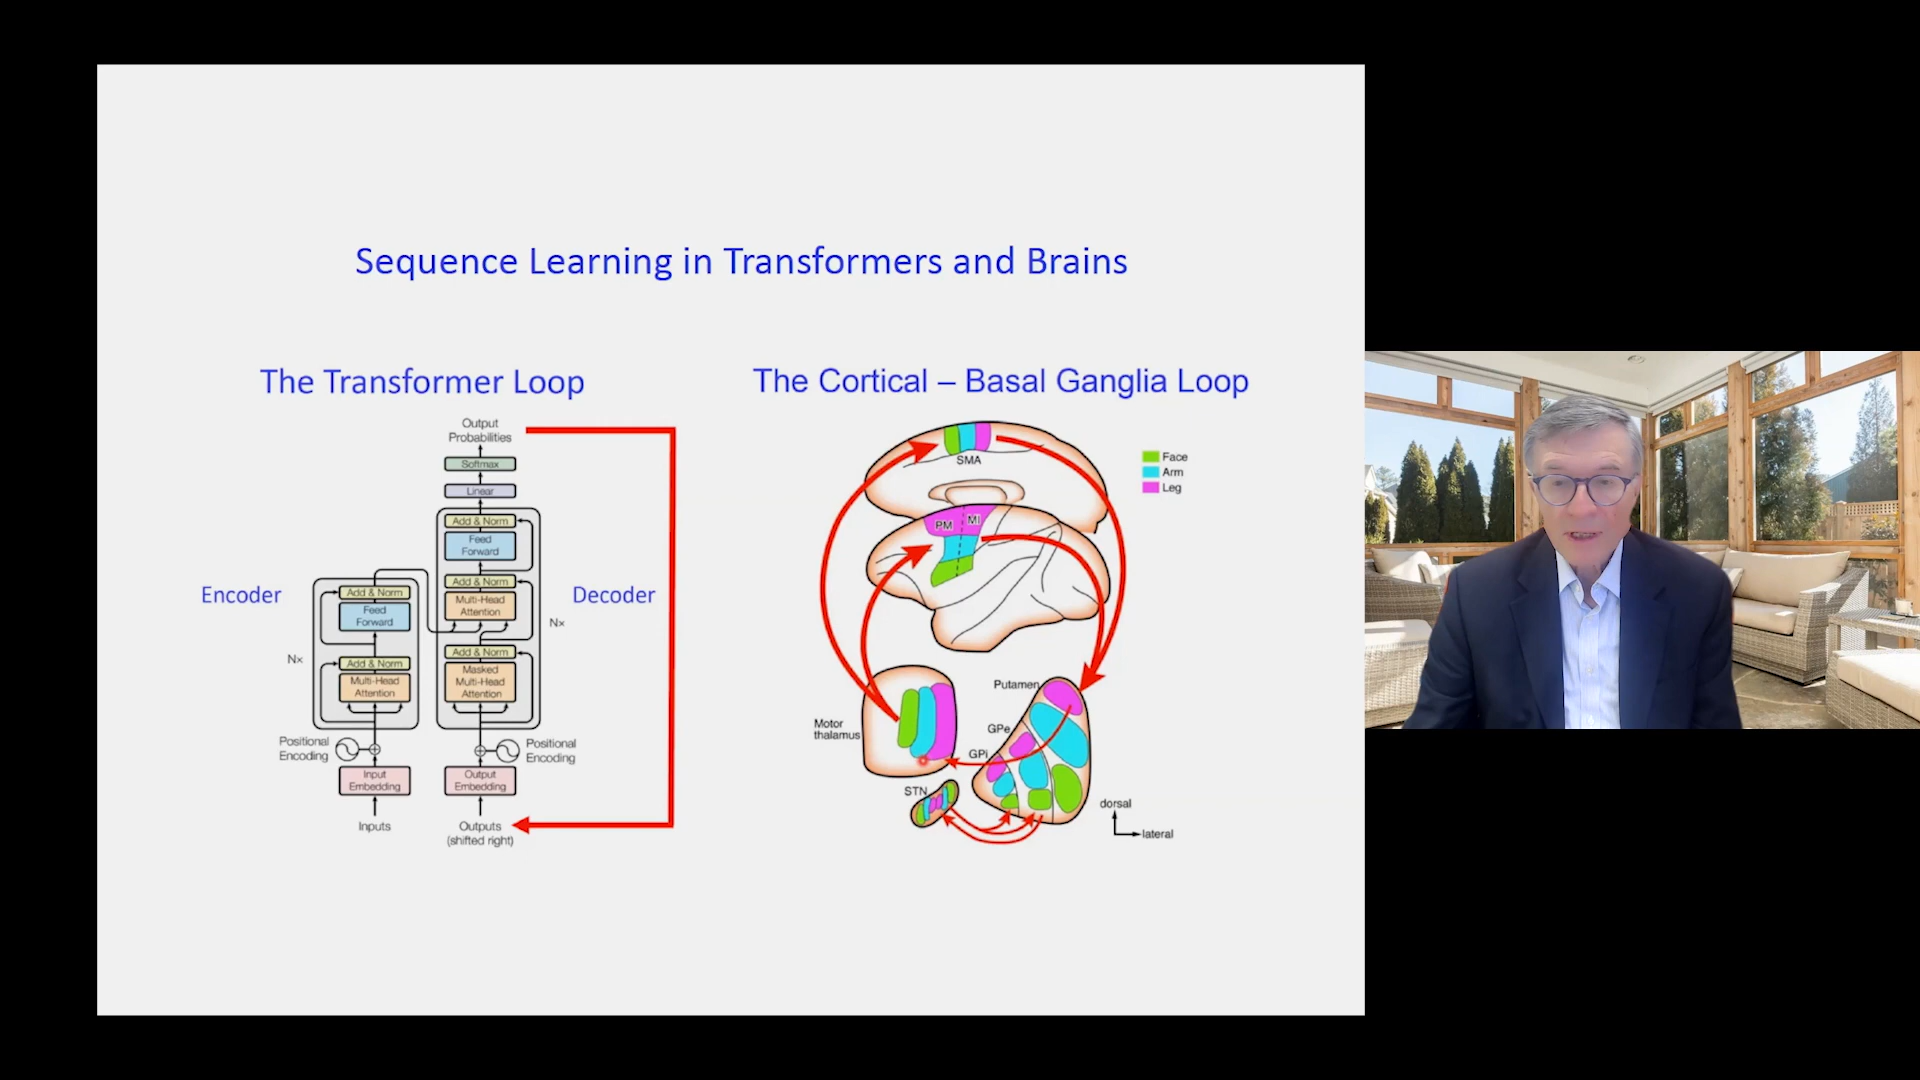 Sequence Learning in Transformers and Brains
The Transformer Loop
Output
Probabilities
Softmax
Linear
Add & Norm
Feed
Forward
Add & Norm
Multi-Head
Attention
Add & Norm
Masked
Multi-Head
Attention
Encoder
Decoder
Add & Norm
Feed
Forward
Nx
Nx
Add & Norm
Multi-Head
Attention
Positional
Encoding
Positional
Encoding
Input
Embedding
Output
Embedding
Inputs
Outputs
(shifted right)
The Cortical – Basal Ganglia Loop
SMA
Face
Arm
Leg
PM MI
Putamen
GPe
GPi
Motor
thalamus
STN
dorsal
lateral